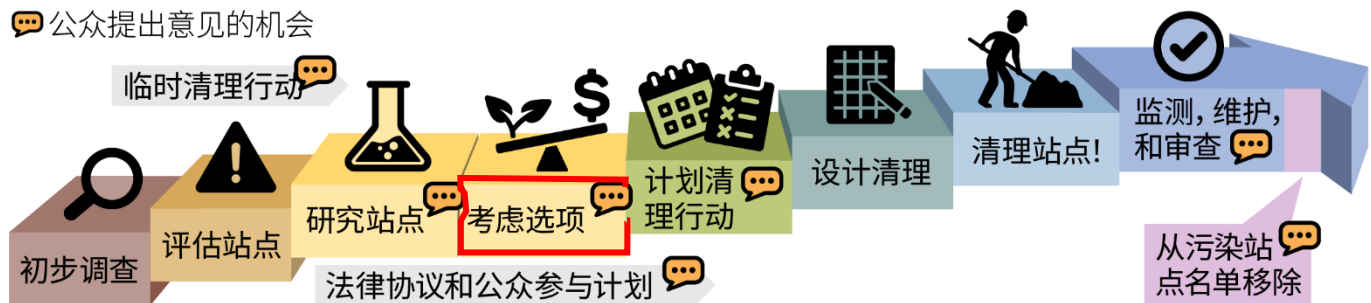 公众提出意见的机会
临时清理行动
初步调查
评估站点
研究站点
考虑选项
法律协议和公众参与计划
计划清
理行动
设计清理
清理站点!
监测, 维护,
和审查
从污染站
点名单移除